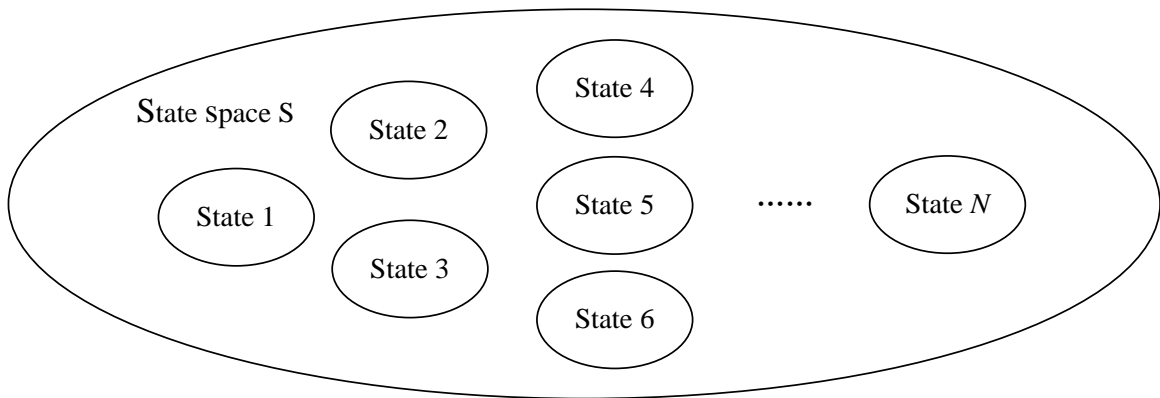 State space S
State 1
State 2
State 3
State 4
State 5
State 6
......
State N